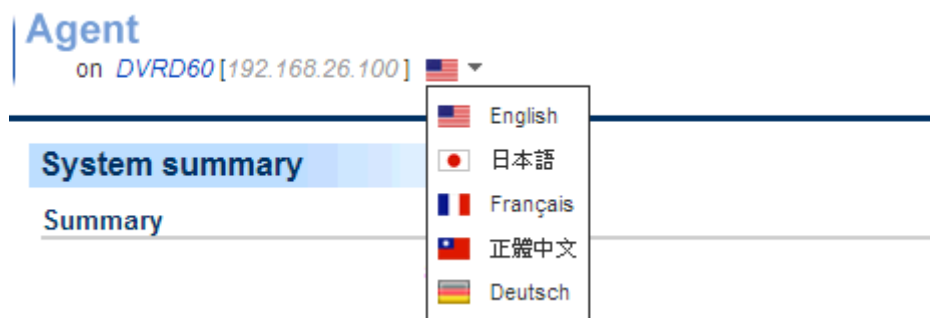 Agent
on DVRD60 [192.168.26.100]
English
日本語
System summary
Français
Summary
正體中文
Deutsch